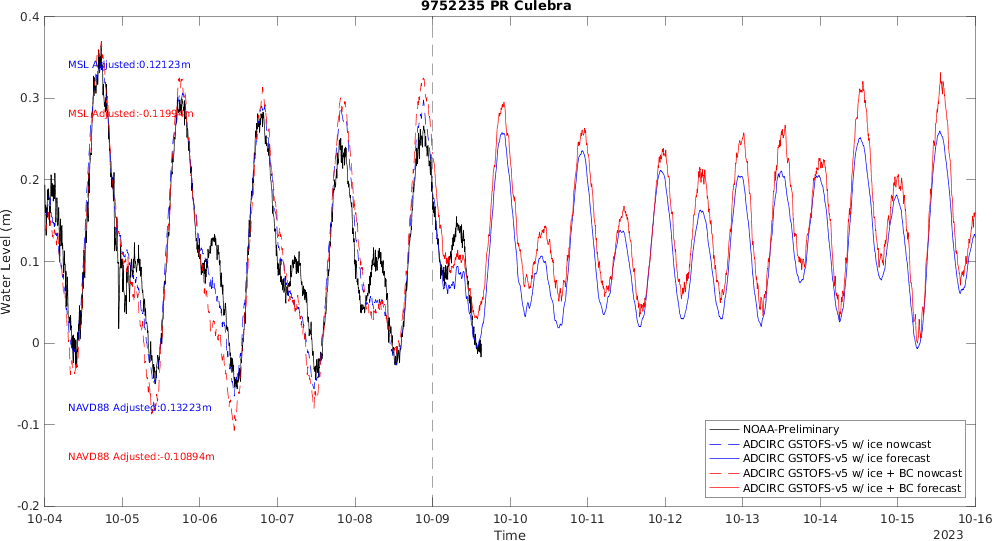 9752235 PR Culebra
0.4
0.3
0.2
0.1
0
-0.1
-0.2
Water Level (m)
MSL Adjusted:0.12123m
MSL Adjusted:-0.11994m
NAVD88 Adjusted:0.13223m
NAVD88 Adjusted:-0.10894m
NOAA-Preliminary
ADCIRC GSTOFS-v5 w/ ice nowcast
ADCIRC GSTOFS-v5 w/ ice forecast
ADCIRC GSTOFS-v5 w/ ice + BC nowcast
ADCIRC GSTOFS-v5 w/ ice + BC forecast
10-04 10-05 10-06 10-07 10-08 10-09 10-10 10-11 10-12 10-13 10-14 10-15 10-16
Time
2023